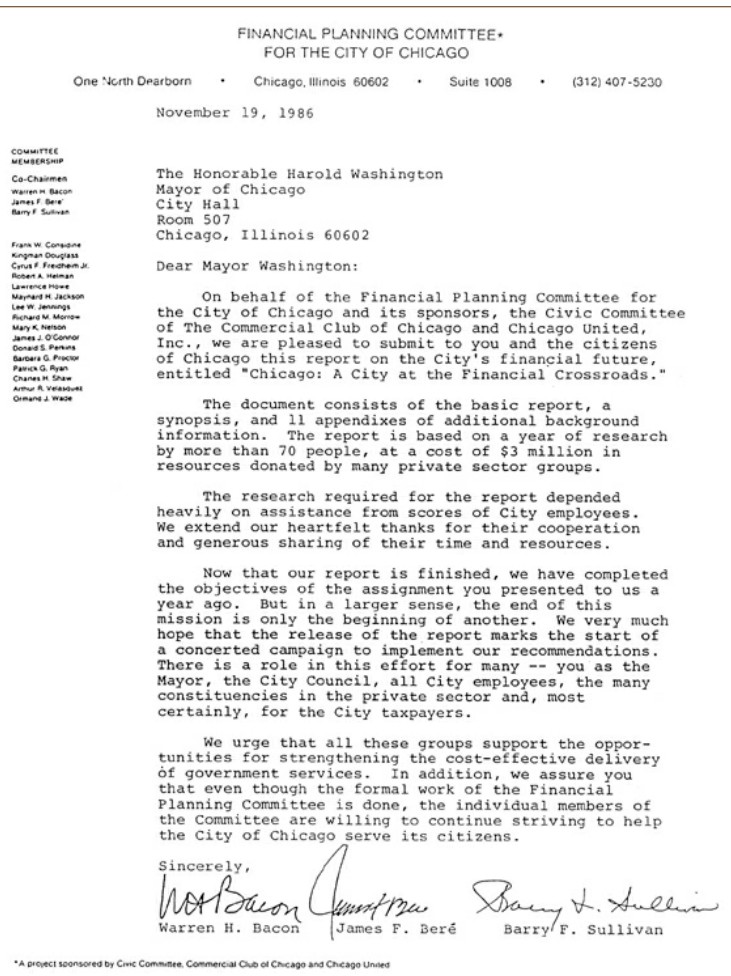 FINANCIAL PLANNING COMMITTEE*
FOR THE CITY OF CHICAGO
One North Dearborn • Chicago, Illinois 60602 • Suite 1008 • (312) 407-5230
November 19, 1986
COMMITTEE
MEMBERSHIP
Co-Chairmen
Warren H. Bacon
James F. Bere'
Barry F. Sullivan
Frank W. Considine
Kingman Douglass
Cyrus F. Freidheim Jr.
Robert A. Helman
Lawrence Howe
Maynard H. Jackson
Lee W. Jennings
Richard M. Morrow
Mary K. Nelson
James J. O'Connor
Donald S. Perkins
Barbara G. Proctor
Patrick G. Ryan
Charles H. Shaw
Arthur R. Velasquez
Ormand J. Wade
The Honorable Harold Washington
Mayor of Chicago
City Hall
Room 507
Chicago, Illinois 60602
Dear Mayor Washington:
On behalf of the Financial Planning Committee for
the City of Chicago and its sponsors, the Civic Committee
of The Commercial Club of Chicago and Chicago United,
Inc., we are pleased to submit to you and the citizens
of Chicago this report on the City's financial future,
entitled "Chicago: A City at the Financial Crossroads."
The document consists of the basic report, a
synopsis, and 11 appendixes of additional background
information. The report is based on a year of research
by more than 70 people, at a cost of $3 million in
resources donated by many private sector groups.
The research required for the report depended
heavily on assistance from scores of City employees.
We extend our heartfelt thanks for their cooperation
and generous sharing of their time and resources.
Now that our report is finished, we have completed
the objectives of the assignment you presented to us a
year ago. But in a larger sense, the end of this
mission is only the beginning of another. We very much
hope that the release of the report marks the start of
a concerted campaign to implement our recommendations.
There is a role in this effort for many -- you as the
Mayor, the City Council, all City employees, the many
constituencies in the private sector and, most
certainly, for the City taxpayers.
We urge that all these groups support the oppor-
tunities for strengthening the cost-effective delivery
of government services. In addition, we assure you
that even though the formal work of the Financial
Planning Committee is done, the individual members of
the Committee are willing to continue striving to help
the City of Chicago serve its citizens.
Sincerely,
WH Bacon James F Bere Barry F. Sullivan
Warren H. Bacon James F. Beré Barry F. Sullivan
*A project sponsored by Civic Committee, Commercial Club of Chicago and Chicago United